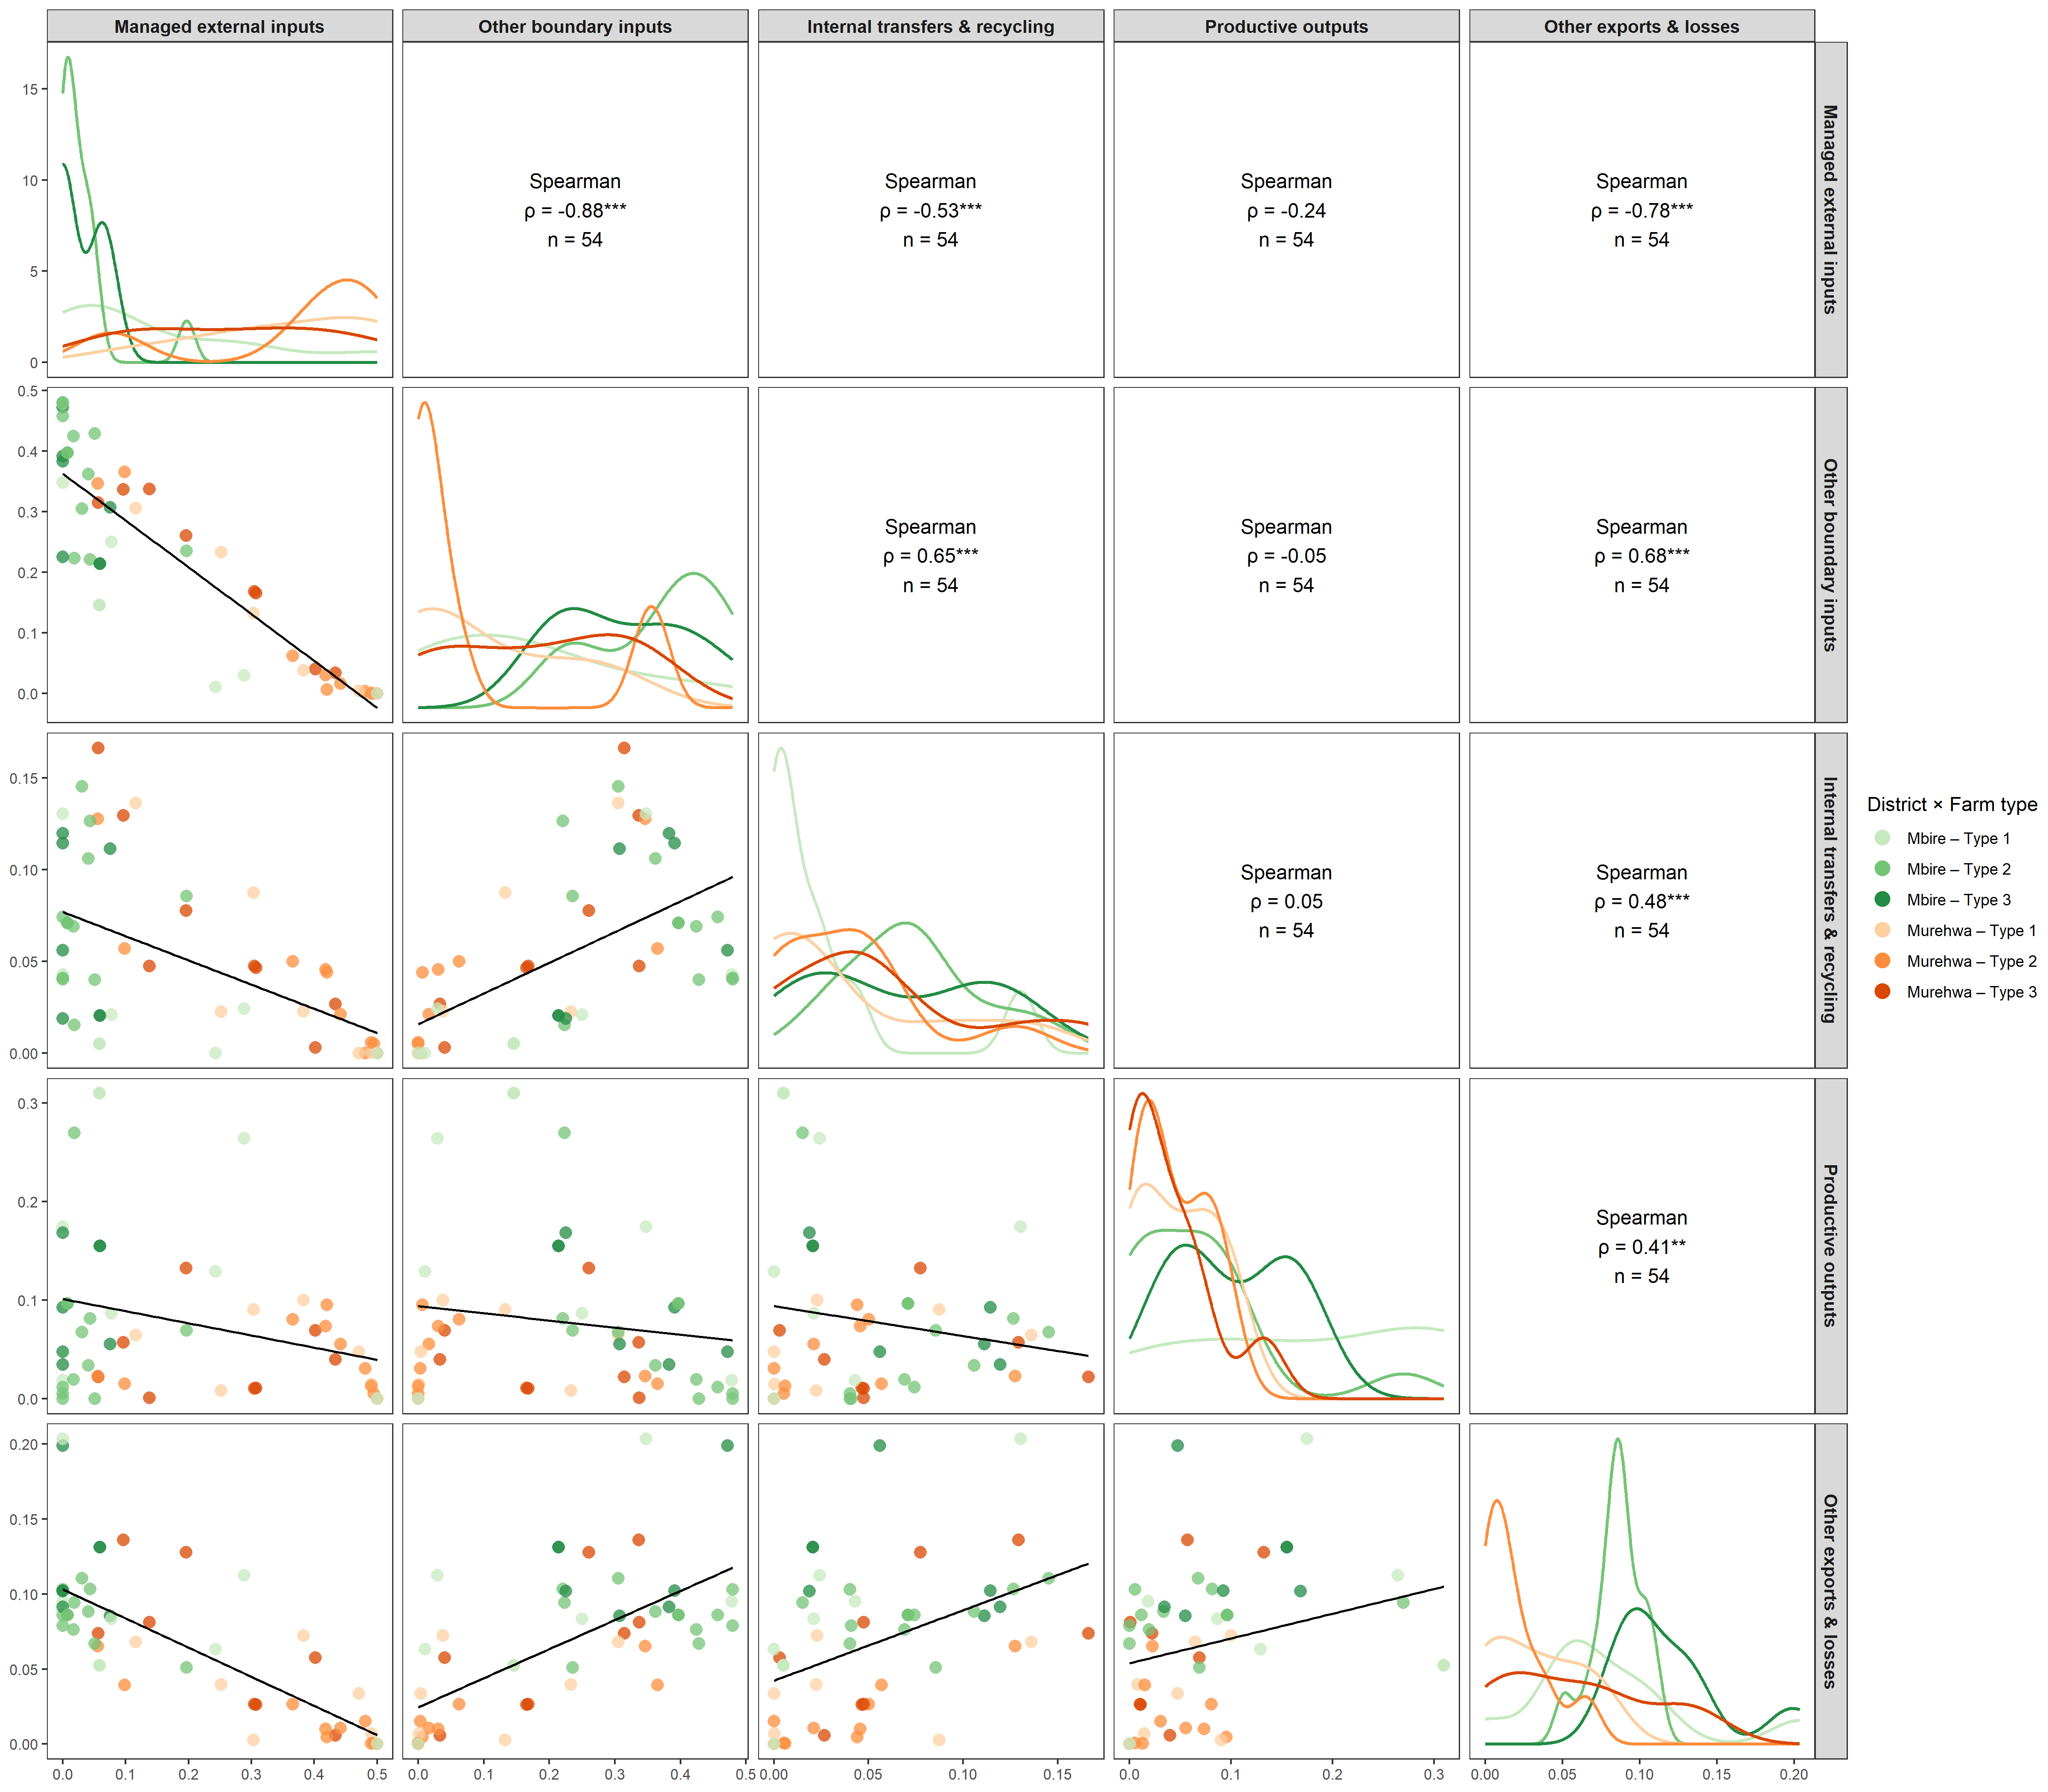 Managed external inputs
Other boundary inputs
Internal transfers & recycling
Productive outputs
Other exports & losses
15
10
5
0
Spearman
ρ = -0.88***
n = 54
Spearman
ρ = -0.53***
n = 54
Spearman
ρ = -0.24
n = 54
Spearman
ρ = -0.78***
n = 54
Managed external inputs
0.5
0.4
0.3
0.2
0.1
0.0
Spearman
ρ = 0.65***
n = 54
Spearman
ρ = -0.05
n = 54
Spearman
ρ = 0.68***
n = 54
Other boundary inputs
0.15
0.10
0.05
0.00
Spearman
ρ = 0.05
n = 54
Spearman
ρ = 0.48***
n = 54
Internal transfers & recycling
District × Farm type
Mbire – Type 1
Mbire – Type 2
Mbire – Type 3
Murehwa – Type 1
Murehwa – Type 2
Murehwa – Type 3
0.3
0.2
0.1
0.0
Spearman
ρ = 0.41**
n = 54
Productive outputs
0.20
0.15
0.10
0.05
0.00
Other exports & losses
0.0 0.1 0.2 0.3 0.4 0.5
0.0 0.1 0.2 0.3 0.4 0.5
0.00 0.05 0.10 0.15
0.0 0.1 0.2 0.3
0.00 0.05 0.10 0.15 0.20